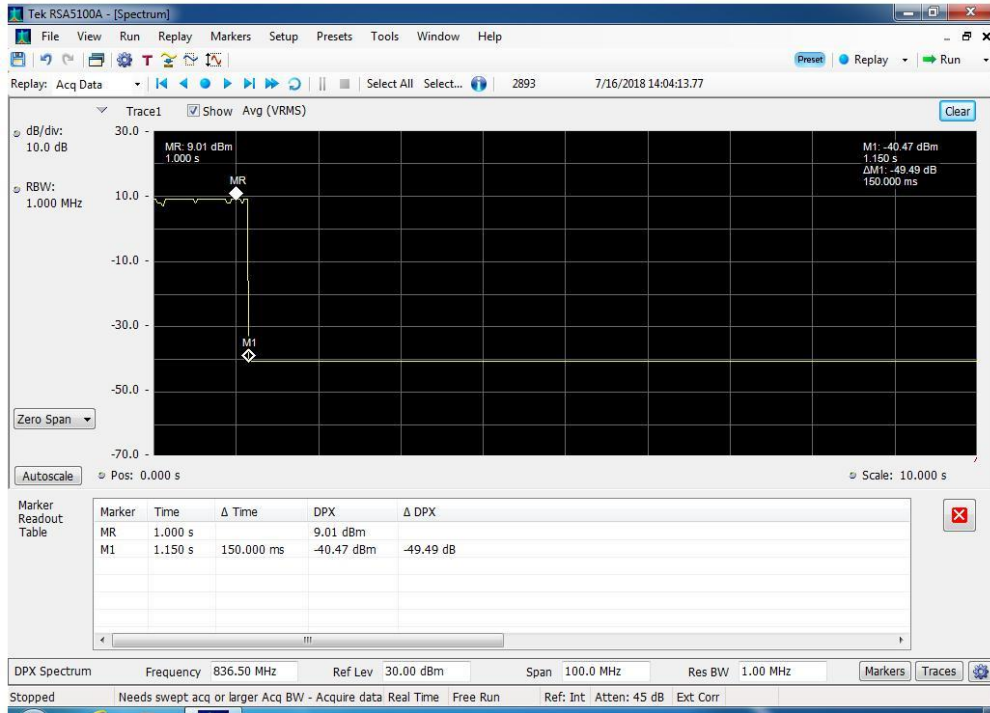 Tek RSA5100A - [Spectrum]
File View Run Replay Markers Setup Presets Tools Window Help
T Preset Replay Run
Replay: Acq Data Select All Select... 2893 7/16/2018 14:04:13.77
Trace1 Show Avg (VRMS) Clear
dB/div:
10.0 dB
RBW:
1.000 MHz
30.0
10.0
-10.0
-30.0
-50.0
-70.0
MR: 9.01 dBm
1.000 s
MR
M1: -40.47 dBm
1.150 s
ΔM1: -49.49 dB
150.000 ms
M1
Zero Span
Autoscale Pos: 0.000 s Scale: 10.000 s
Marker
Readout
Table
Marker Time Δ Time DPX Δ DPX
MR 1.000 s 9.01 dBm
M1 1.150 s 150.000 ms -40.47 dBm -49.49 dB
DPX Spectrum Frequency 836.50 MHz Ref Lev 30.00 dBm Span 100.0 MHz Res BW 1.00 MHz Markers Traces
Stopped Needs swept acq or larger Acq BW - Acquire data Real Time Free Run Ref: Int Atten: 45 dB Ext Corr